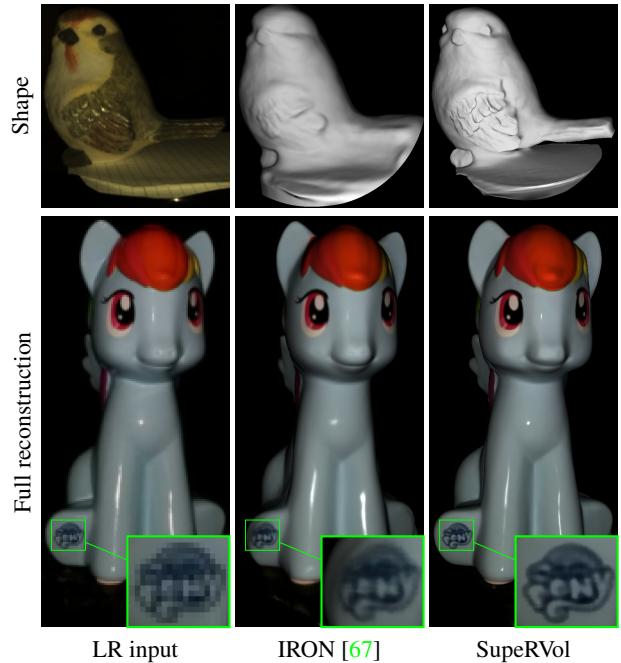 Shape
Full reconstruction
PONY
LR input
IRON [67]
SupeRVol